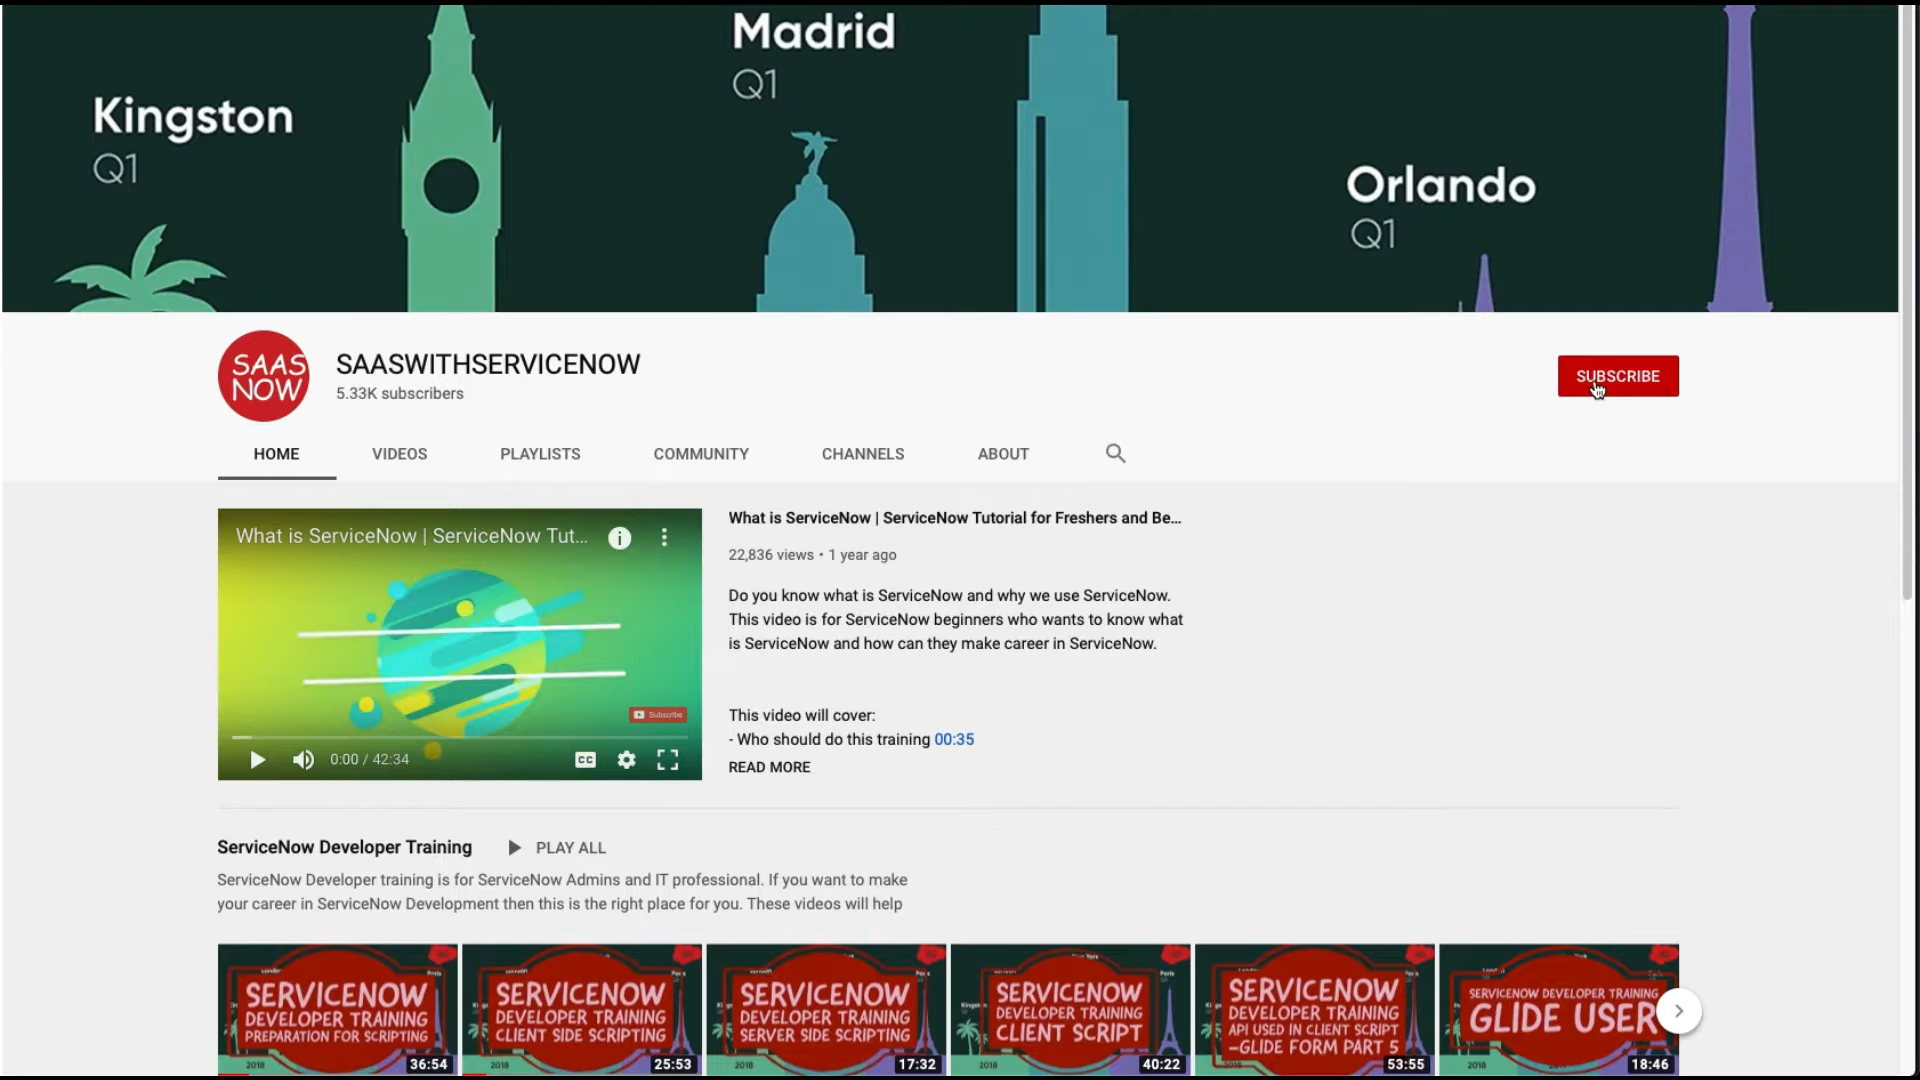 Madrid
Q1
Kingston
Q1
Orlando
Q1
SAAS
NOW
SAASWITHSERVICENOW
5.33K subscribers
SUBSCRIBE
HOME VIDEOS PLAYLISTS COMMUNITY CHANNELS ABOUT
What is ServiceNow | ServiceNow Tut...
Subscribe
0:00 / 42:34
CC
What is ServiceNow | ServiceNow Tutorial for Freshers and Be...
22,836 views • 1 year ago
Do you know what is ServiceNow and why we use ServiceNow.
This video is for ServiceNow beginners who wants to know what
is ServiceNow and how can they make career in ServiceNow.
This video will cover:
- Who should do this training 00:35
READ MORE
ServiceNow Developer Training PLAY ALL
ServiceNow Developer training is for ServiceNow Admins and IT professional. If you want to make
your career in ServiceNow Development then this is the right place for you. These videos will help
SERVICENOW
DEVELOPER TRAINING
PREPARATION FOR SCRIPTING
2018
36:54
SERVICENOW
DEVELOPER TRAINING
CLIENT SIDE SCRIPTING
2018
25:53
SERVICENOW
DEVELOPER TRAINING
SERVER SIDE SCRIPTING
2018
17:32
SERVICENOW
DEVELOPER TRAINING
CLIENT SCRIPT
2018
40:22
SERVICENOW
DEVELOPER TRAINING
API USED IN CLIENT SCRIPT
-GLIDE FORM PART 5
2018
53:55
SERVICENOW DEVELOPER TRAINING
GLIDE USER
2018
18:46